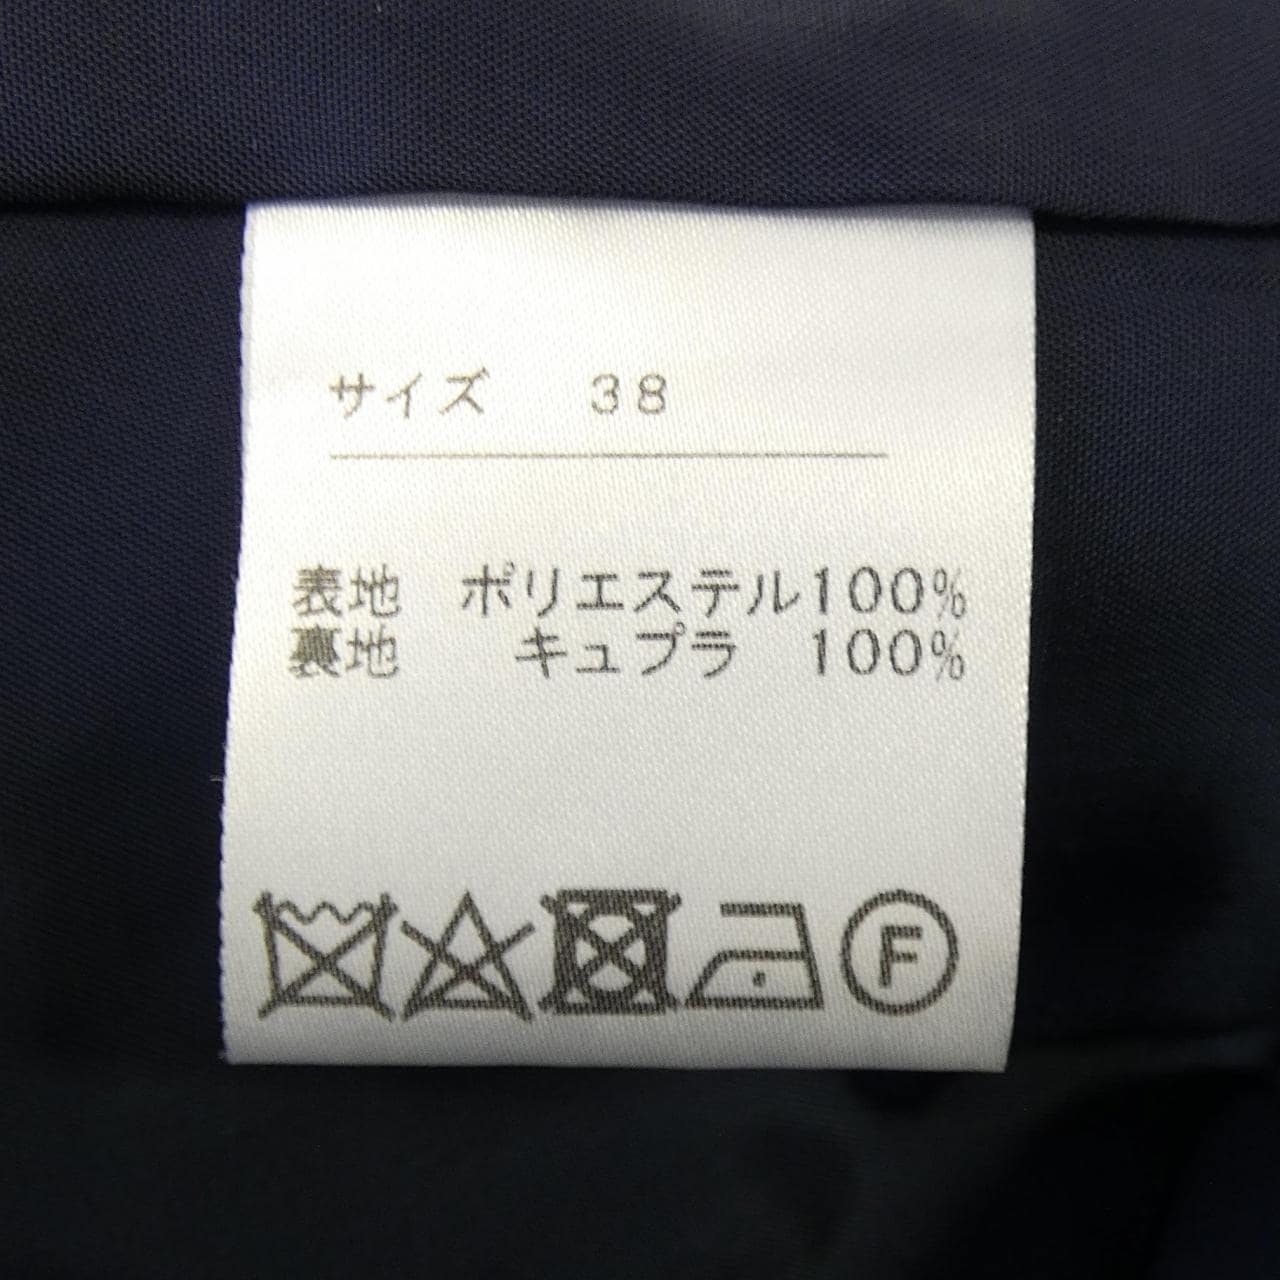 サイズ 38
表地 ポリエステル100%
裏地 キュプラ 100%
F